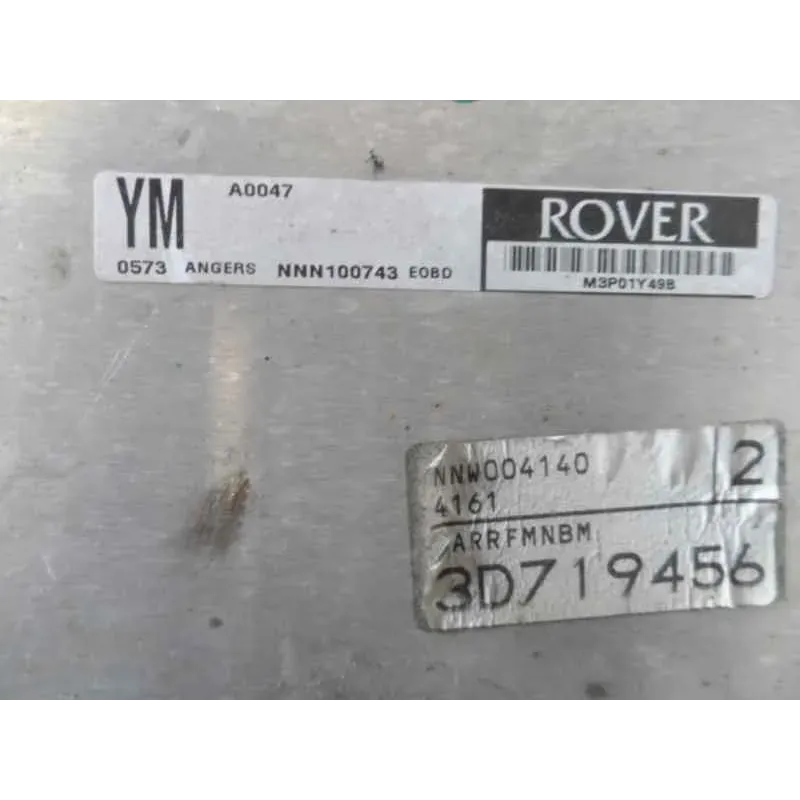 YM A0047
0573 ANGERS NNN100743 EOBD
ROVER
M3P01Y49B
NNW004140 2
4161
ARRFMNBM
3D719456